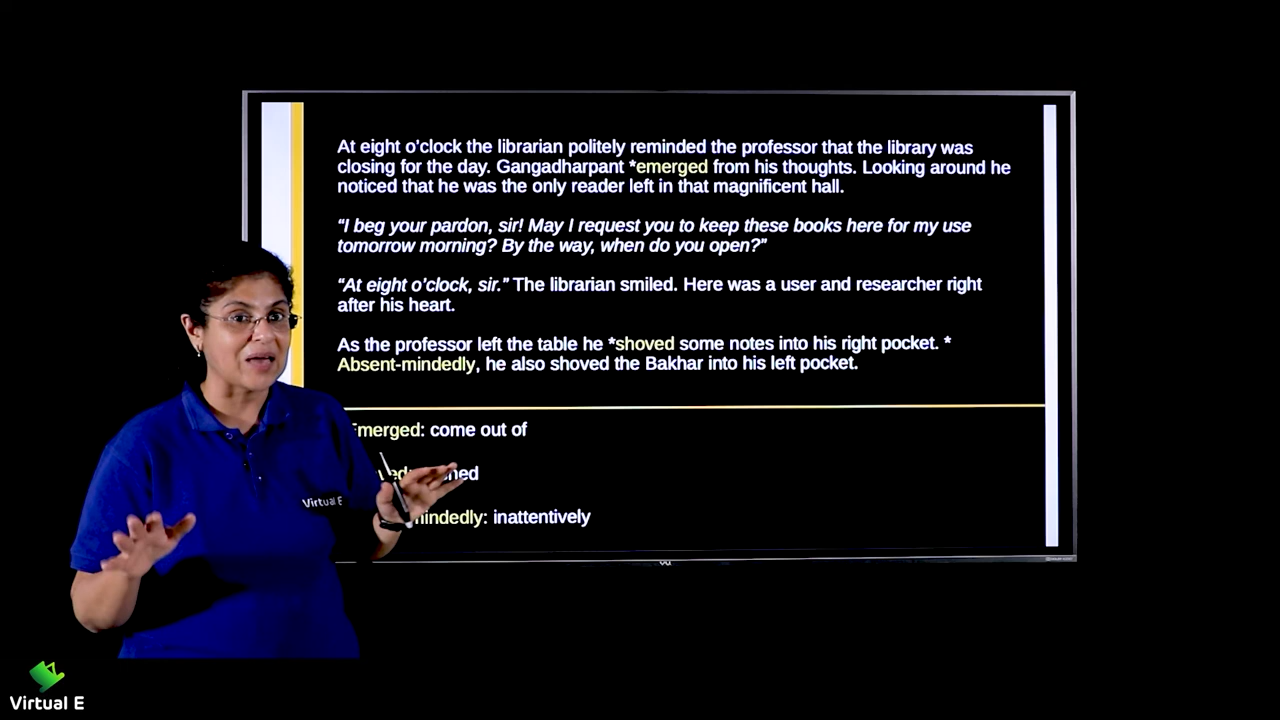 At eight o’clock the librarian politely reminded the professor that the library was
closing for the day. Gangadharpant *emerged from his thoughts. Looking around he
noticed that he was the only reader left in that magnificent hall.
“I beg your pardon, sir! May I request you to keep these books here for my use
tomorrow morning? By the way, when do you open?”
“At eight o’clock, sir.” The librarian smiled. Here was a user and researcher right
after his heart.
As the professor left the table he *shoved some notes into his right pocket. *
Absent-mindedly, he also shoved the Bakhar into his left pocket.
Emerged: come out of
mindedly: inattentively
Virtual E
Virtual E